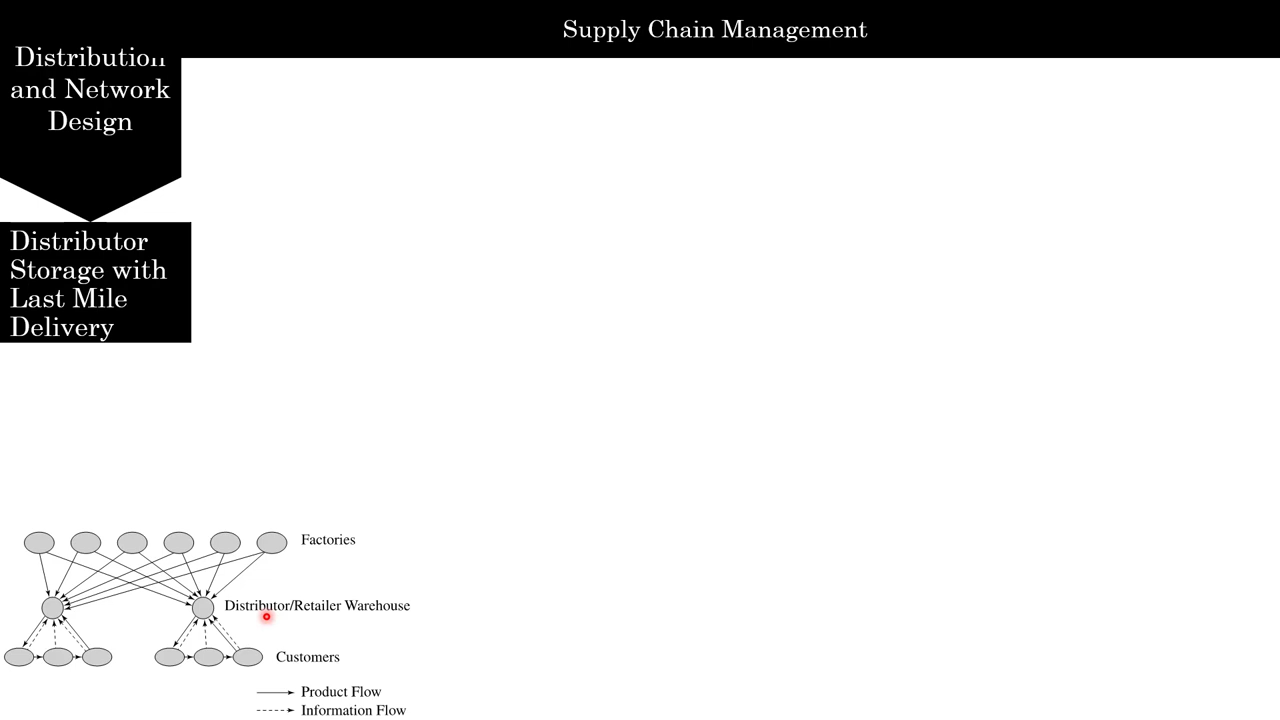 Supply Chain Management
Distribution
and Network
Design
Distributor
Storage with
Last Mile
Delivery
Factories
Distributor/Retailer Warehouse
Customers
Product Flow
Information Flow